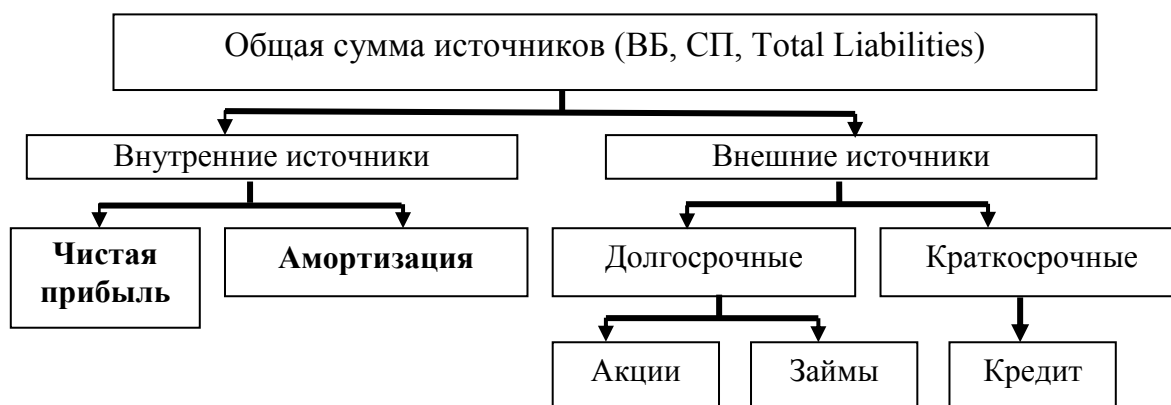 Общая сумма источников (ВБ, СП, Total Liabilities)
Внутренние источники
Внешние источники
Чистая
прибыль
Амортизация
Долгосрочные
Краткосрочные
Акции
Займы
Кредит